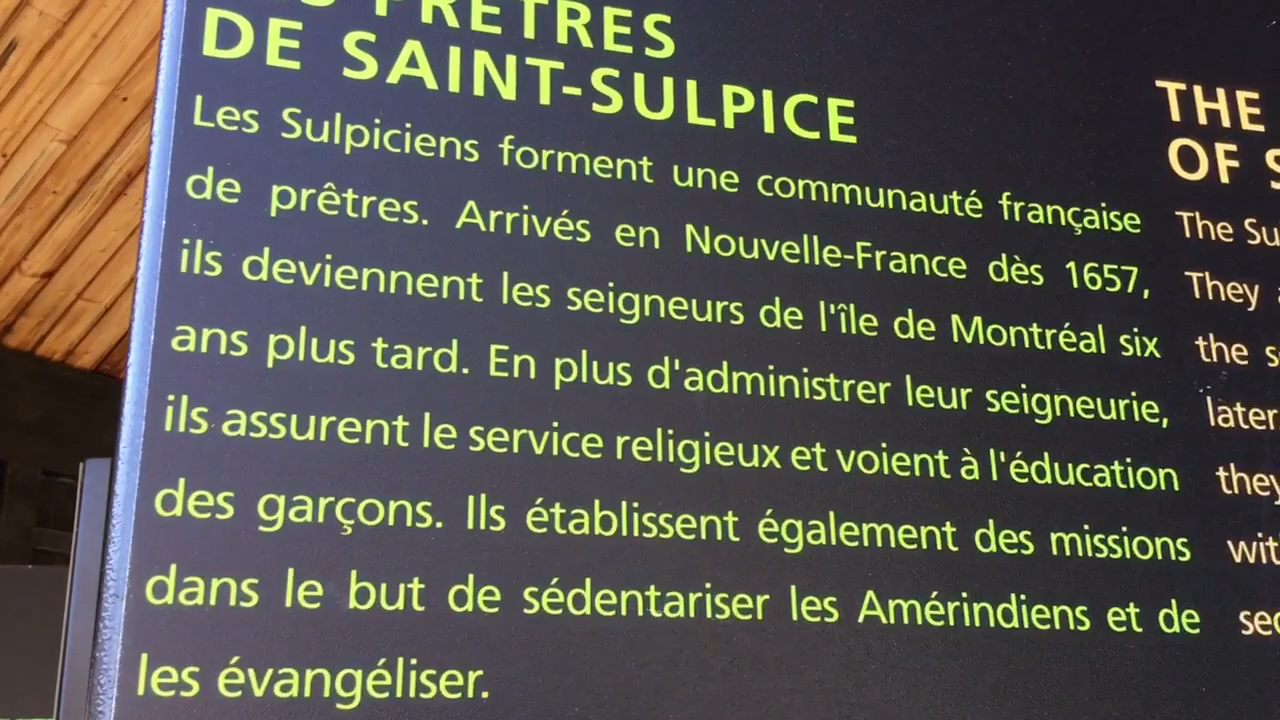 PRÊTRES
DE SAINT-SULPICE
Les Sulpiciens forment une communauté française
de prêtres. Arrivés en Nouvelle-France dès 1657,
ils deviennent les seigneurs de l'île de Montréal six
ans plus tard. En plus d'administrer leur seigneurie,
ils assurent le service religieux et voient à l'éducation
des garçons. Ils établissent également des missions
dans le but de sédentariser les Amérindiens et de
les évangéliser.
THE
OF
The
They
the
later
they